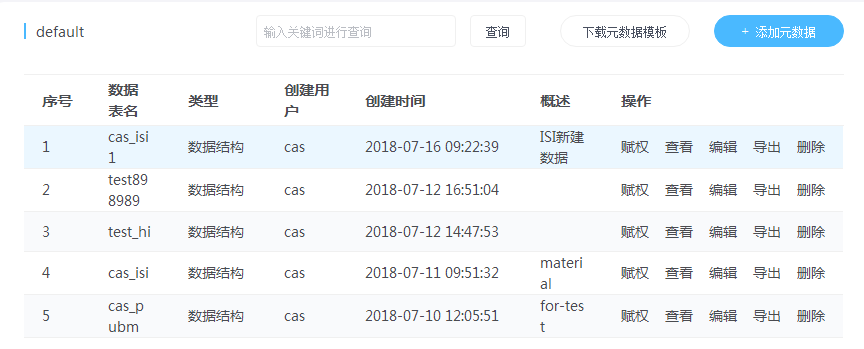 default 输入关键词进行查询 查询 下载元数据模板 + 添加元数据
序号 数据表名 类型 创建用户 创建时间 概述 操作
1 cas_isi1 数据结构 cas 2018-07-16 09:22:39 ISI新建数据 赋权 查看 编辑 导出 删除
2 test898989 数据结构 cas 2018-07-12 16:51:04 赋权 查看 编辑 导出 删除
3 test_hi 数据结构 cas 2018-07-12 14:47:53 赋权 查看 编辑 导出 删除
4 cas_isi 数据结构 cas 2018-07-11 09:51:32 material 赋权 查看 编辑 导出 删除
5 cas_pubm 数据结构 cas 2018-07-10 12:05:51 for-test 赋权 查看 编辑 导出 删除